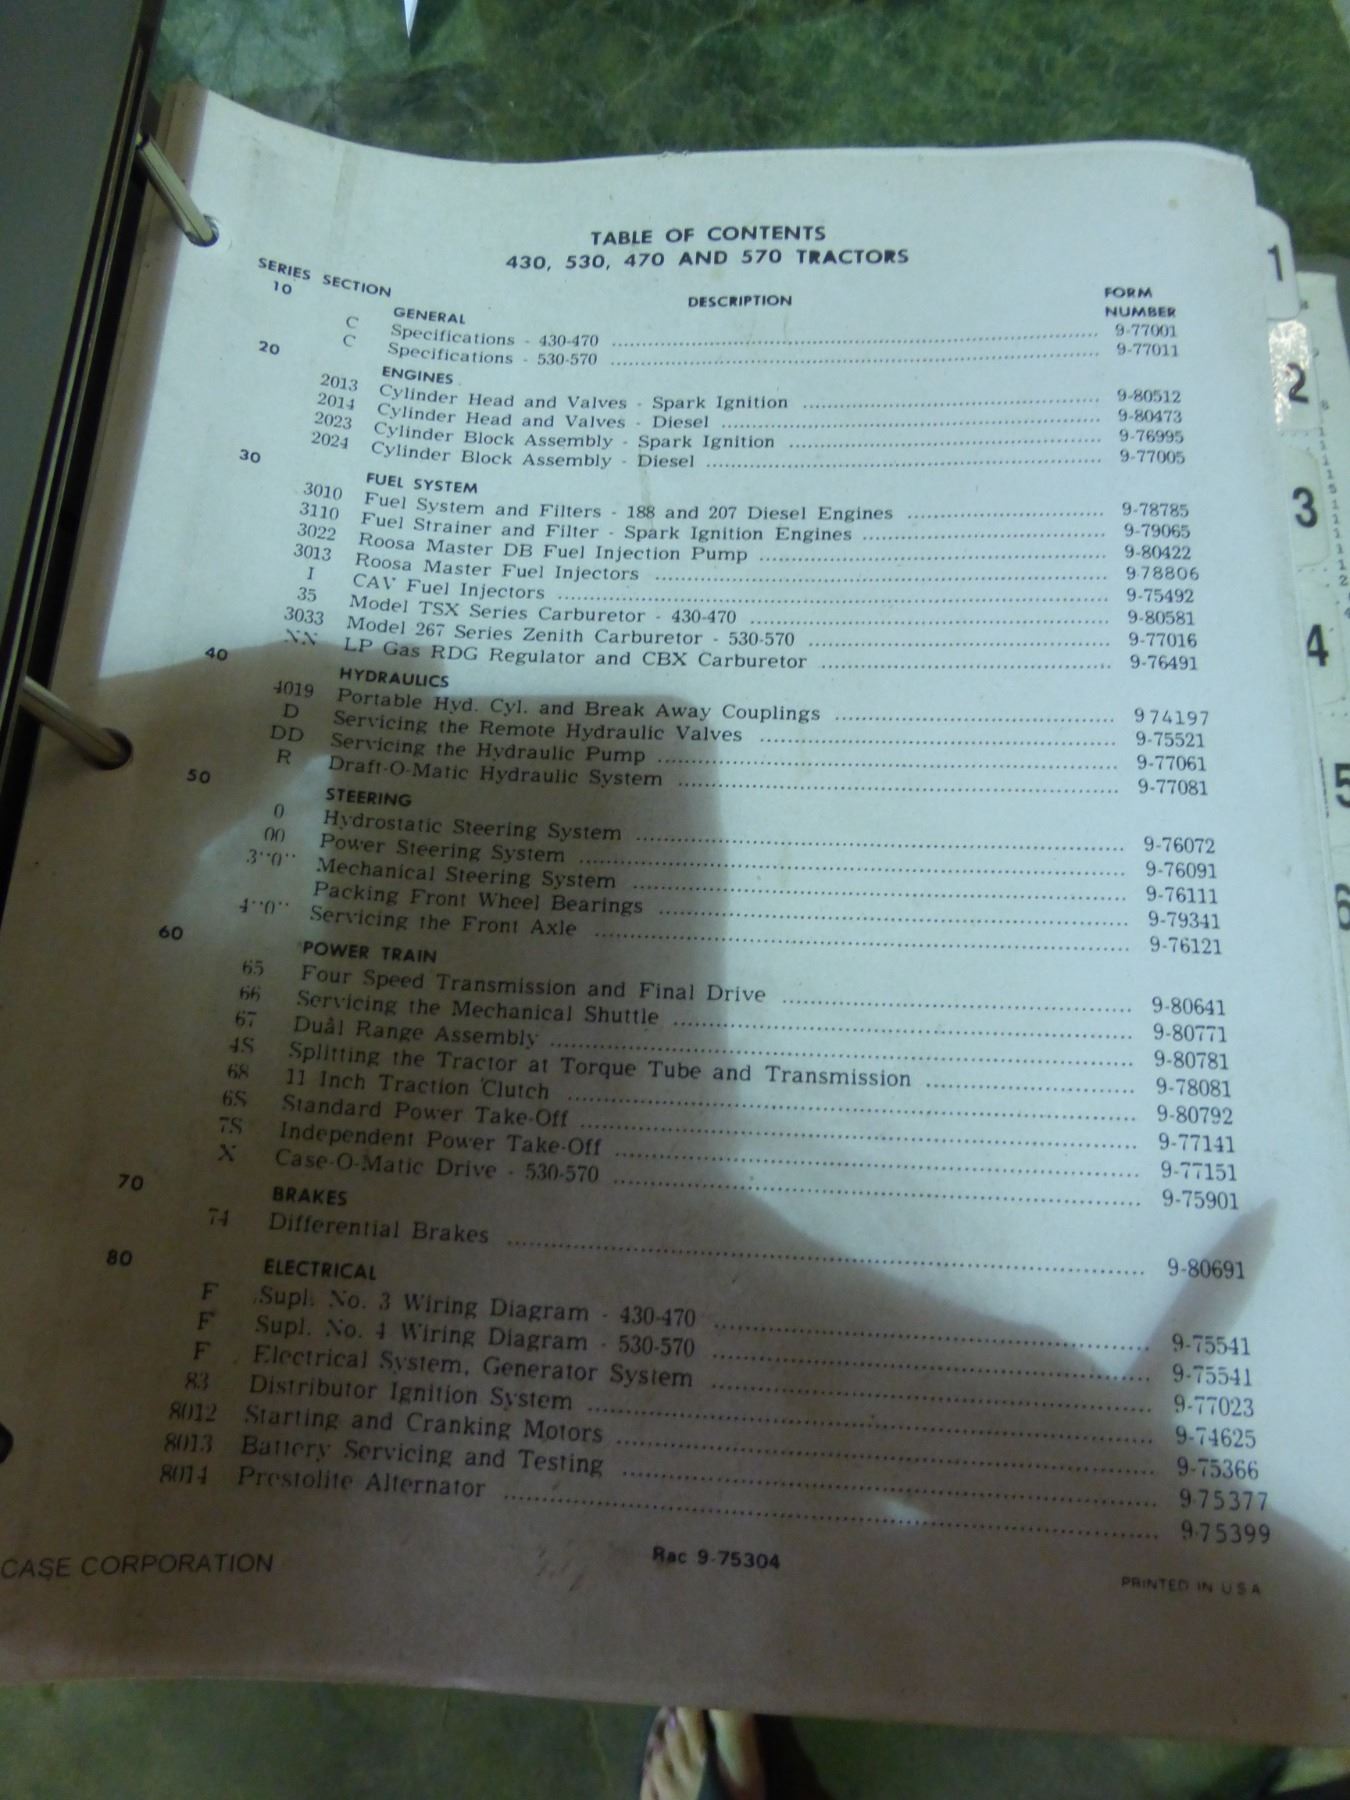 TABLE OF CONTENTS
430, 530, 470 AND 570 TRACTORS
SERIES SECTION DESCRIPTION FORM NUMBER
10 GENERAL
C Specifications - 430-470 9-77001
C Specifications - 530-570 9-77011
20 ENGINES
2013 Cylinder Head and Valves - Spark Ignition 9-80512
2014 Cylinder Head and Valves - Diesel 9-80473
2023 Cylinder Block Assembly - Spark Ignition 9-76995
2024 Cylinder Block Assembly - Diesel 9-77005
30 FUEL SYSTEM
3010 Fuel System and Filters - 188 and 207 Diesel Engines 9-78785
3110 Fuel Strainer and Filter - Spark Ignition Engines 9-79065
3022 Roosa Master DB Fuel Injection Pump 9-80422
3013 Roosa Master Fuel Injectors 9-78806
I CAV Fuel Injectors 9-75492
35 Model TSX Series Carburetor - 430-470 9-80581
3033 Model 267 Series Zenith Carburetor - 530-570 9-77016
XX LP Gas RDG Regulator and CBX Carburetor 9-76491
40 HYDRAULICS
4019 Portable Hyd. Cyl. and Break Away Couplings 9 74197
D Servicing the Remote Hydraulic Valves 9-75521
DD Servicing the Hydraulic Pump 9-77061
R Draft-O-Matic Hydraulic System 9-77081
50 STEERING
0 Hydrostatic Steering System 9-76072
00 Power Steering System 9-76091
3"0" Mechanical Steering System 9-76111
Packing Front Wheel Bearings 9-79341
4"0" Servicing the Front Axle 9-76121
60 POWER TRAIN
65 Four Speed Transmission and Final Drive 9-80641
66 Servicing the Mechanical Shuttle 9-80771
67 Dual Range Assembly 9-80781
4S Splitting the Tractor at Torque Tube and Transmission 9-78081
68 11 Inch Traction Clutch 9-80792
6S Standard Power Take-Off 9-77141
7S Independent Power Take-Off 9-77151
X Case-O-Matic Drive - 530-570 9-75901
70 BRAKES
74 Differential Brakes 9-80691
80 ELECTRICAL
F Supl. No. 3 Wiring Diagram - 430-470 9-75541
F Supl. No. 4 Wiring Diagram - 530-570 9-75541
F Electrical System, Generator System 9-77023
83 Distributor Ignition System 9-74625
8012 Starting and Cranking Motors 9-75366
8013 Battery Servicing and Testing 9-75377
8014 Prestolite Alternator 9-75399
CASE CORPORATION Rac 9-75304 PRINTED IN U S A
1
2
3
4
5
6